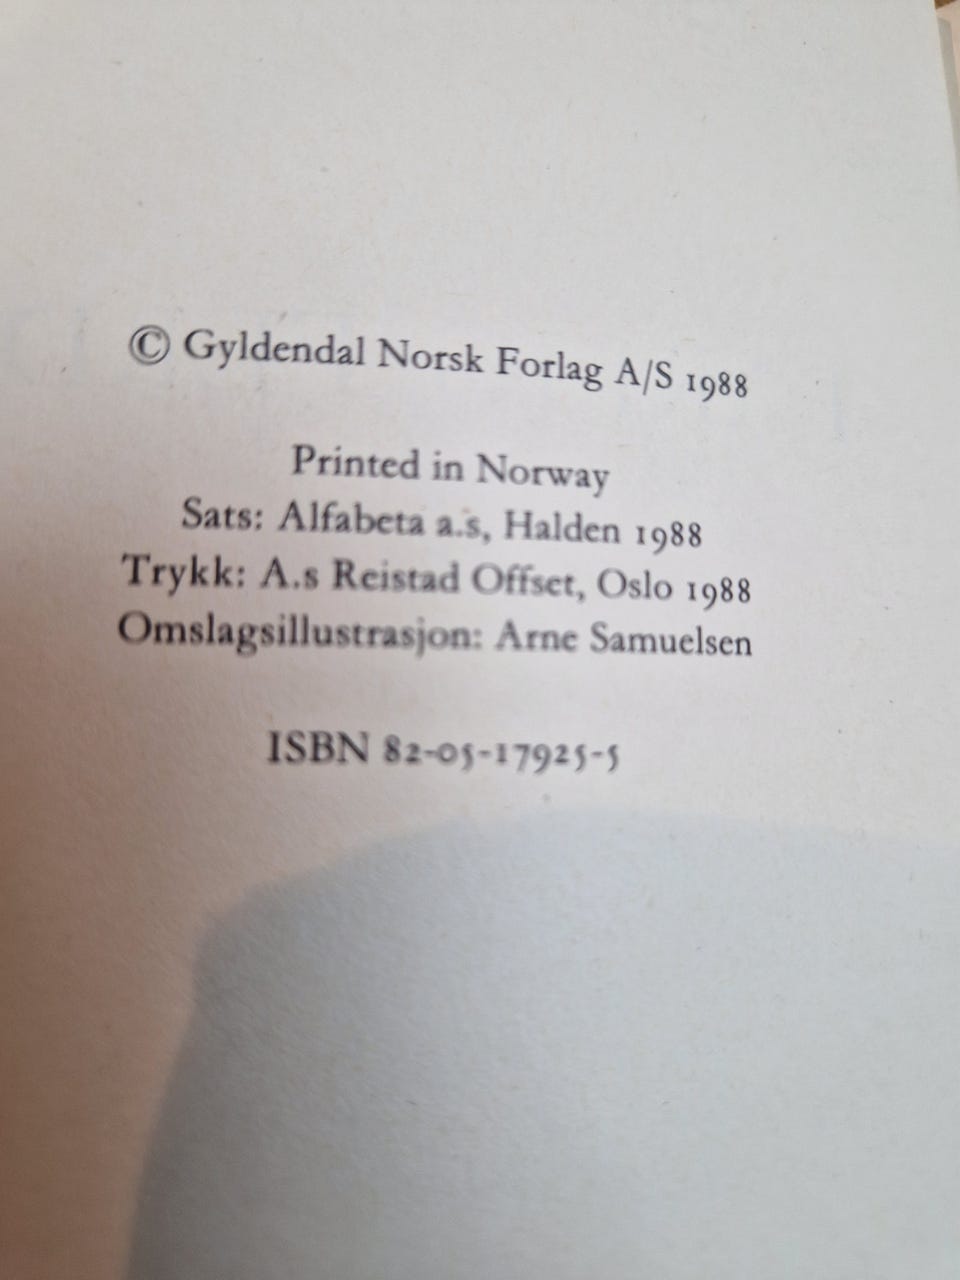 © Gyldendal Norsk Forlag A/S 1988
Printed in Norway
Sats: Alfabeta a.s, Halden 1988
Trykk: A.s Reistad Offset, Oslo 1988
Omslagsillustrasjon: Arne Samuelsen
ISBN 82-05-17925-5